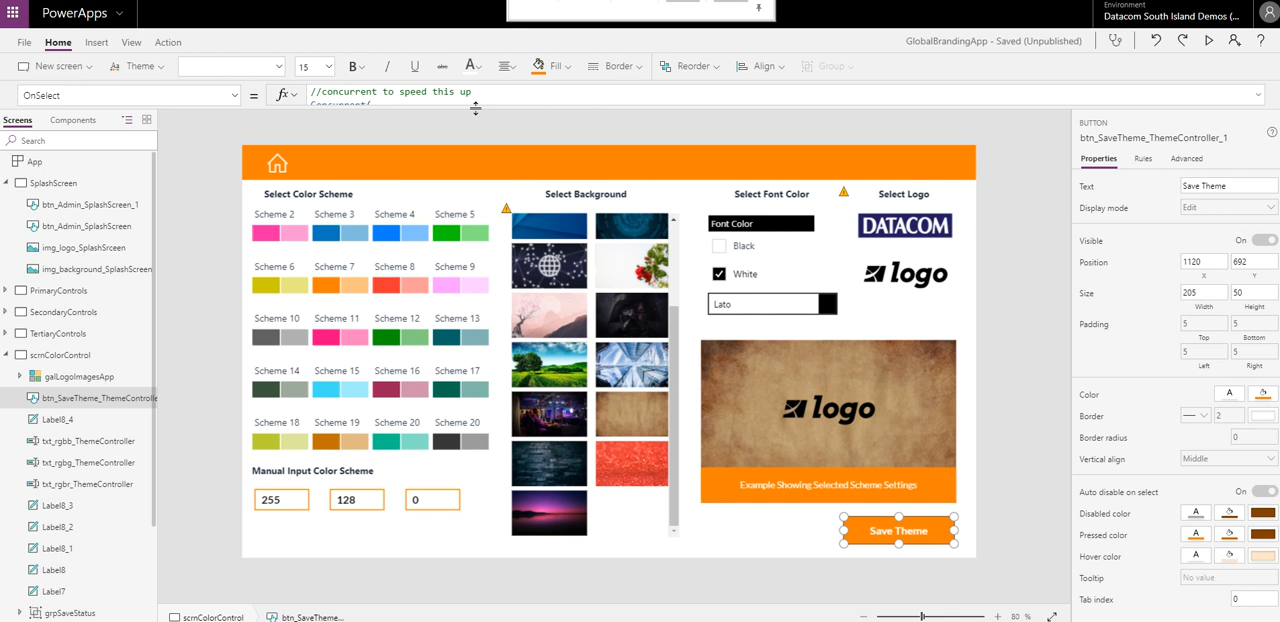 PowerApps
Environment
Datacom South Island Demos (...
File Home Insert View Action
GlobalBrandingApp - Saved (Unpublished)
New screen Theme 15 B / U abc A Fill Border Reorder Align Group
OnSelect = fx //concurrent to speed this up
Concurrent(
Screens Components
Search
App
SplashScreen
btn_Admin_SplashScreen_1
btn_Admin_SplashScreen
img_logo_SplashScreen
img_background_SplashScreen
PrimaryControls
SecondaryControls
TertiaryControls
scrnColorControl
galLogoImagesApp
btn_SaveTheme_ThemeControlle
Label8_4
txt_rgbb_ThemeController
txt_rgbg_ThemeController
txt_rgbr_ThemeController
Label8_3
Label8_2
Label8_1
Label8
Label7
grpSaveStatus
Select Color Scheme
Scheme 2 Scheme 3 Scheme 4 Scheme 5
Scheme 6 Scheme 7 Scheme 8 Scheme 9
Scheme 10 Scheme 11 Scheme 12 Scheme 13
Scheme 14 Scheme 15 Scheme 16 Scheme 17
Scheme 18 Scheme 19 Scheme 20 Scheme 20
Manual Input Color Scheme
255 128 0
Select Background
Select Font Color
Font Color
Black
White
Lato
Select Logo
DATACOM
logo
logo
Example Showing Selected Scheme Settings
Save Theme
scrnColorControl btn_SaveTheme...
80 %
BUTTON
btn_SaveTheme_ThemeController_1
Properties Rules Advanced
Text Save Theme
Display mode Edit
Visible On
Position 1120 692
X Y
Size 205 50
Width Height
Padding 5 5
Top Bottom
5 5
Left Right
Color A
Border 2
Border radius 0
Vertical align Middle
Auto disable on select On
Disabled color A
Pressed color A
Hover color A
Tooltip No value
Tab index 0